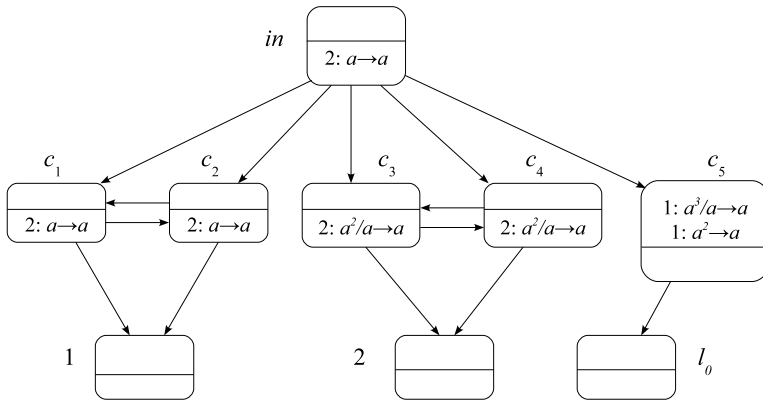 in
2: a→a
c₁
c₂
c₃
c₄
c₅
2: a→a
2: a→a
2: a²/a→a
2: a²/a→a
1: a³/a→a
1: a²→a
1
2
l₀